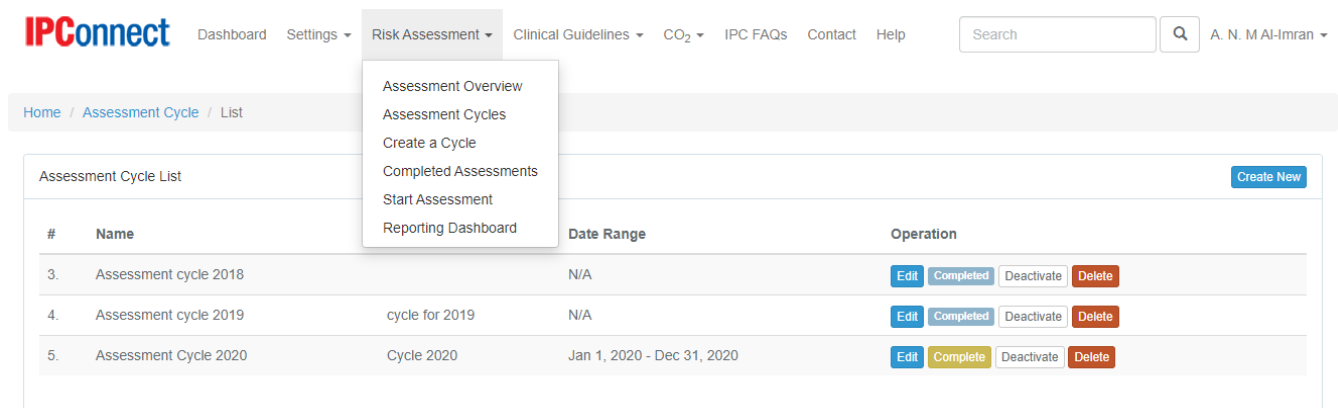 IPConnect Dashboard Settings Risk Assessment Clinical Guidelines CO₂ IPC FAQs Contact Help Search A. N. M Al-Imran
Assessment Overview
Assessment Cycles
Create a Cycle
Completed Assessments
Start Assessment
Reporting Dashboard
Home / Assessment Cycle / List
Assessment Cycle List Create New
# Name Date Range Operation
3. Assessment cycle 2018 N/A Edit Completed Deactivate Delete
4. Assessment cycle 2019 cycle for 2019 N/A Edit Completed Deactivate Delete
5. Assessment Cycle 2020 Cycle 2020 Jan 1, 2020 - Dec 31, 2020 Edit Complete Deactivate Delete